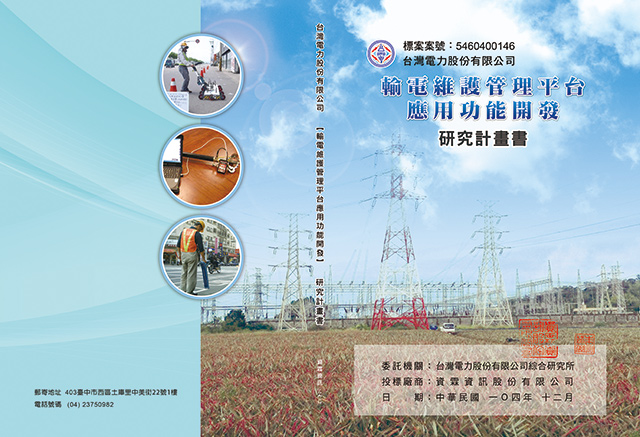 標案案號：5460400146
台灣電力股份有限公司
輸電維護管理平台
應用功能開發
研究計畫書
台灣電力股份有限公司 【輸電維護管理平台應用功能開發】 研究計畫書
委託機關：台灣電力股份有限公司綜合研究所
投標廠商：資霖資訊股份有限公司
日　　期：中華民國 一〇四年 十二月
郵寄地址 403臺中市西區土庫里中美街22號1樓
電話號碼 (04) 23750982